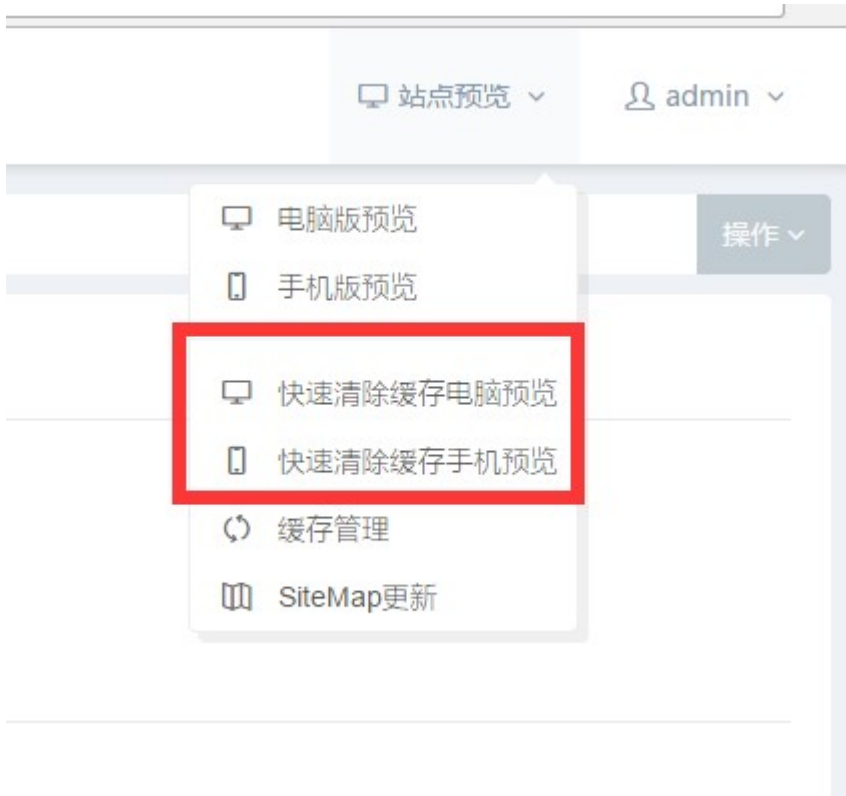 站点预览
admin
电脑版预览
操作
手机版预览
快速清除缓存电脑预览
快速清除缓存手机预览
缓存管理
SiteMap更新